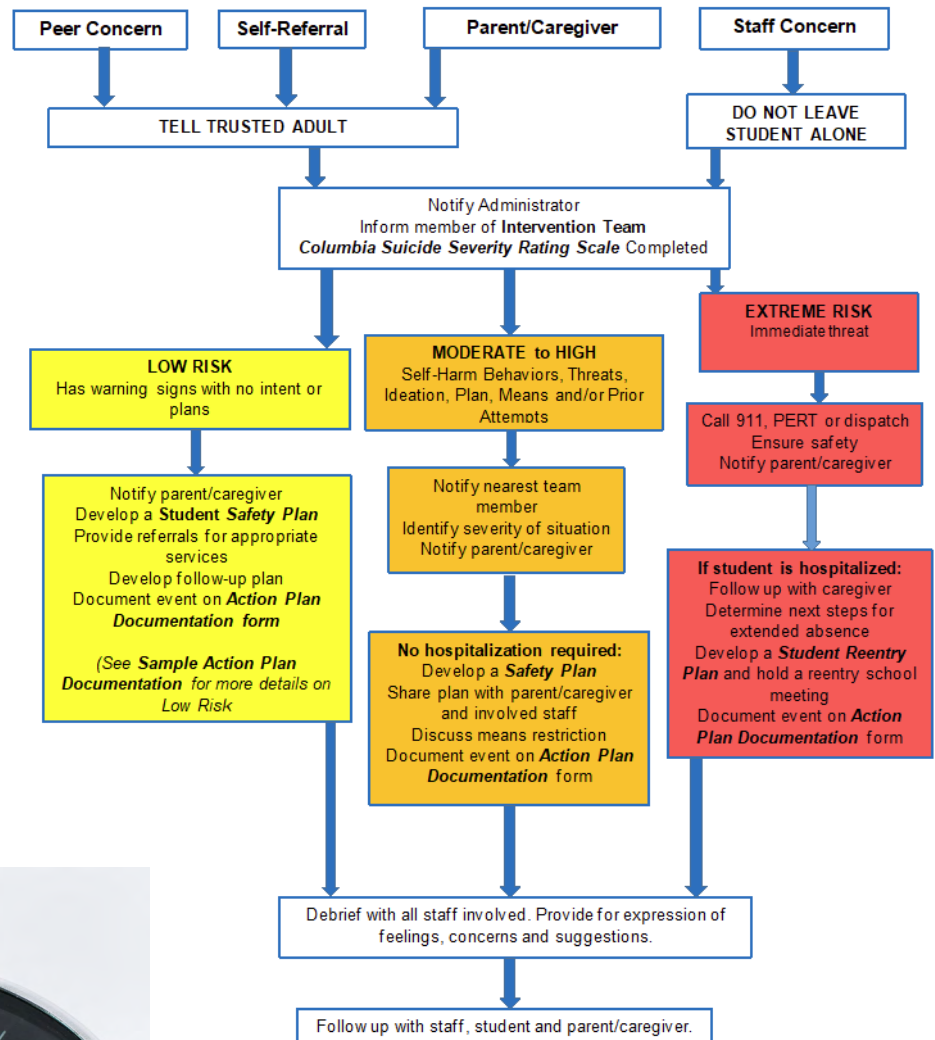 Peer Concern
Self-Referral
Parent/Caregiver
Staff Concern
TELL TRUSTED ADULT
DO NOT LEAVE
STUDENT ALONE
Notify Administrator
Inform member of Intervention Team
Columbia Suicide Severity Rating Scale Completed
LOW RISK
Has warning signs with no intent or
plans
MODERATE to HIGH
Self-Harm Behaviors, Threats,
Ideation, Plan, Means and/or Prior
Attempts
EXTREME RISK
Immediate threat
Call 911, PERT or dispatch
Ensure safety
Notify parent/caregiver
Notify parent/caregiver
Develop a Student Safety Plan
Provide referrals for appropriate
services
Develop follow-up plan
Document event on Action Plan
Documentation form
(See Sample Action Plan
Documentation for more details on
Low Risk
Notify nearest team
member
Identify severity of situation
Notify parent/caregiver
No hospitalization required:
Develop a Safety Plan
Share plan with parent/caregiver
and involved staff
Discuss means restriction
Document event on Action Plan
Documentation form
If student is hospitalized:
Follow up with caregiver
Determine next steps for
extended absence
Develop a Student Reentry
Plan and hold a reentry school
meeting
Document event on Action
Plan Documentation form
Debrief with all staff involved. Provide for expression of
feelings, concerns and suggestions.
Follow up with staff, student and parent/caregiver.